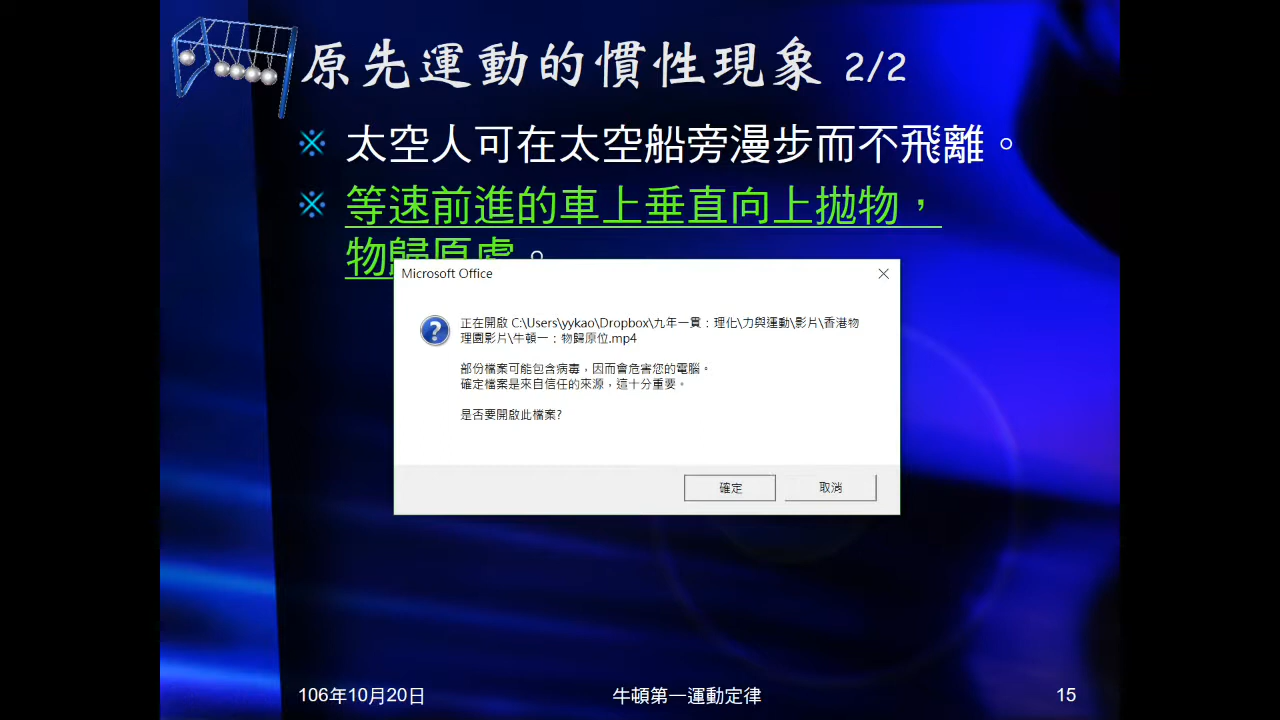 原先運動的慣性現象 2/2
※ 太空人可在太空船旁漫步而不飛離。
※ 等速前進的車上垂直向上拋物，
物歸原處。
Microsoft Office
正在開啟 C:\Users\yykao\Dropbox\九年一貫：理化\力與運動\影片\香港物
理園影片\牛頓一：物歸原位.mp4
部份檔案可能包含病毒，因而會危害您的電腦。
確定檔案是來自信任的來源，這十分重要。
是否要開啟此檔案?
確定 取消
106年10月20日 牛頓第一運動定律 15